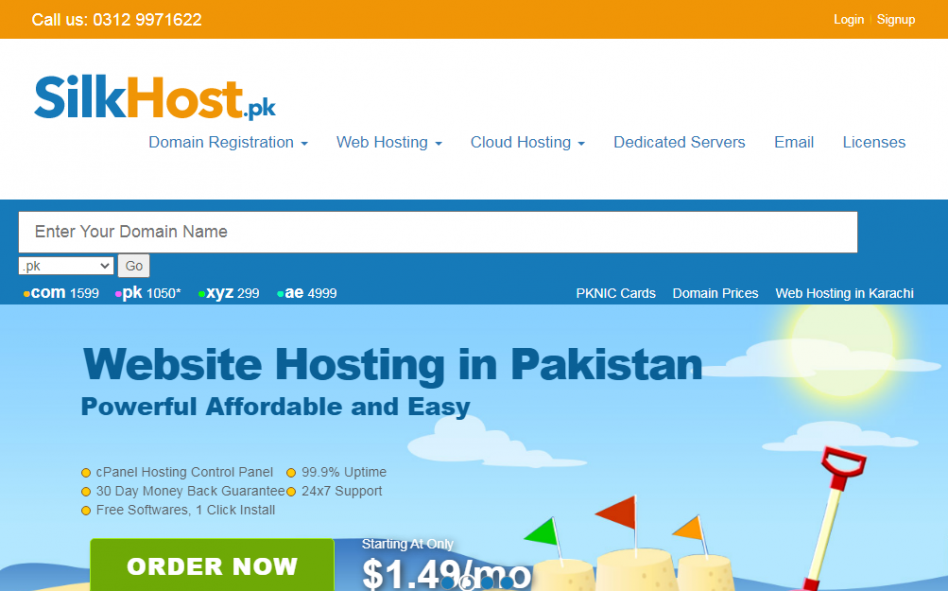 Call us: 0312 9971622
Login Signup
SilkHost.pk
Domain Registration Web Hosting Cloud Hosting Dedicated Servers Email Licenses
Enter Your Domain Name
.pk Go
com 1599 pk 1050* xyz 299 ae 4999 PKNIC Cards Domain Prices Web Hosting in Karachi
Website Hosting in Pakistan
Powerful Affordable and Easy
cPanel Hosting Control Panel 99.9% Uptime
30 Day Money Back Guarantee 24x7 Support
Free Softwares, 1 Click Install
Starting At Only
ORDER NOW $1.49/mo